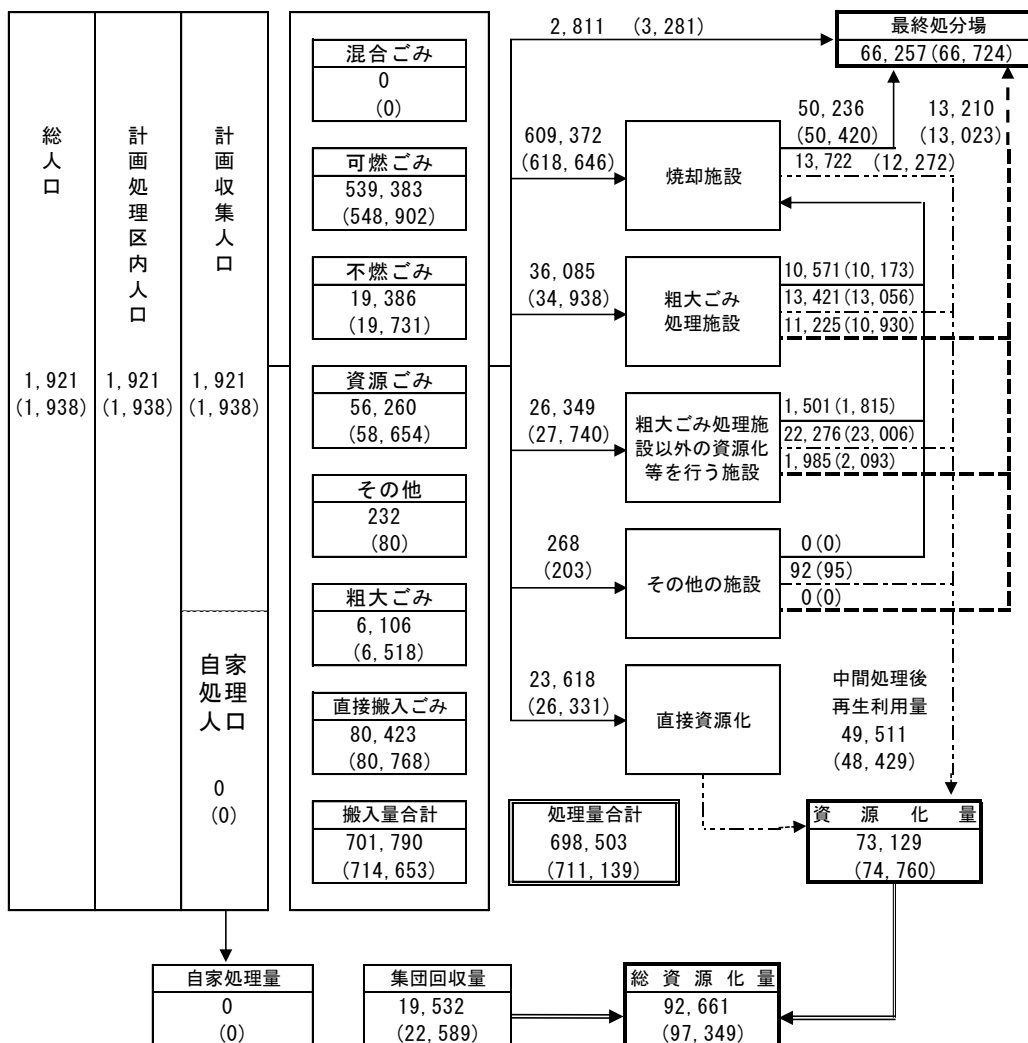 総人口
1,921
(1,938)
計画処理区内人口
1,921
(1,938)
計画収集人口
1,921
(1,938)
自家
処理
人口
0
(0)
混合ごみ
0
(0)
可燃ごみ
539,383
(548,902)
不燃ごみ
19,386
(19,731)
資源ごみ
56,260
(58,654)
その他
232
(80)
粗大ごみ
6,106
(6,518)
直接搬入ごみ
80,423
(80,768)
搬入量合計
701,790
(714,653)
2,811 (3,281)
最終処分場
66,257(66,724)
609,372
(618,646)
焼却施設
50,236
(50,420)
13,722 (12,272)
13,210
(13,023)
36,085
(34,938)
粗大ごみ
処理施設
10,571(10,173)
13,421(13,056)
11,225(10,930)
26,349
(27,740)
粗大ごみ処理施
設以外の資源化
等を行う施設
1,501(1,815)
22,276(23,006)
1,985(2,093)
268
(203)
その他の施設
0(0)
92(95)
0(0)
23,618
(26,331)
直接資源化
中間処理後
再生利用量
49,511
(48,429)
処理量合計
698,503
(711,139)
資源化量
73,129
(74,760)
自家処理量
0
(0)
集団回収量
19,532
(22,589)
総資源化量
92,661
(97,349)